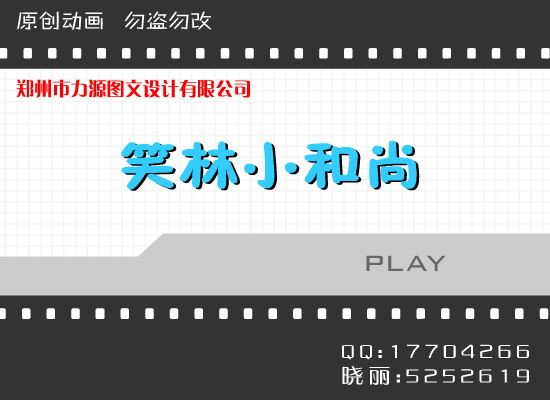 原创动画 勿盗勿改
郑州市力源图文设计有限公司
笑林小和尚
PLAY
QQ:17704266
晓丽:5252619